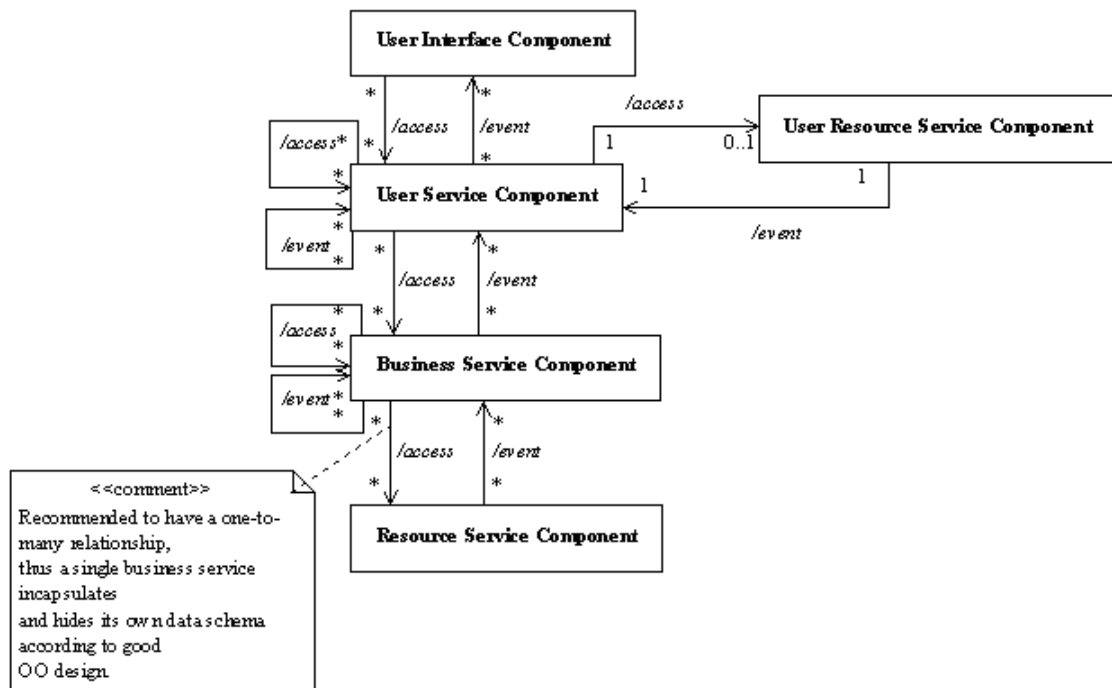 User Interface Component
* *
/access /event
* *
/access
User Resource Service Component
1 0..1
/access*
*
User Service Component
1 1
/event
*
/event
*
* *
/access /event
* *
*
/access
*
Business Service Component
*
/event
*
* *
/access /event
* *
Resource Service Component
<<comment>>
Recommended to have a one-to-
many relationship,
thus a single business service
incapsulates
and hides its own data schema
according to good
OO design.